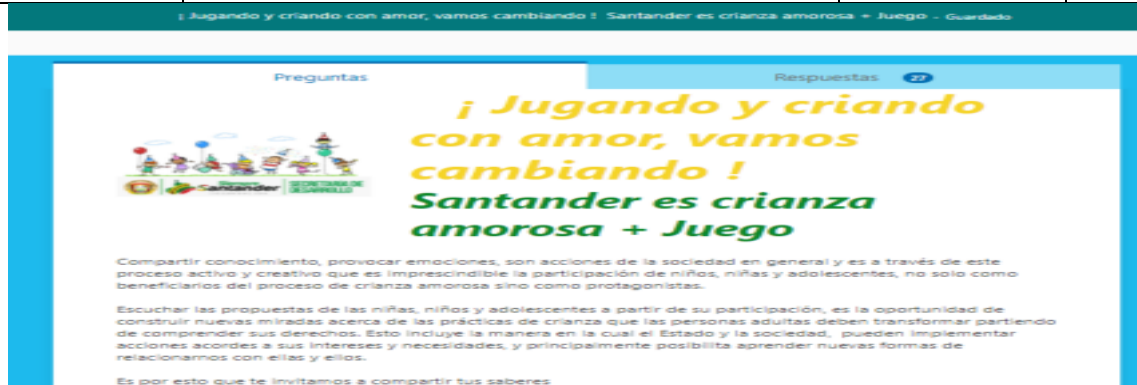 ¡ Jugando y criando con amor, vamos cambiando ! Santander es crianza amorosa + Juego - Guardado
Preguntas
Respuestas 27
¡ Jugando y criando
con amor, vamos
cambiando !
Santander es crianza
amorosa + Juego
Santander
SECRETARÍA DE
DESARROLLO
Compartir conocimiento, provocar emociones, son acciones de la sociedad en general y es a través de este
proceso activo y creativo que es imprescindible la participación de niños, niñas y adolescentes, no solo como
beneficiarios del proceso de crianza amorosa sino como protagonistas.
Escuchar las propuestas de las niñas, niños y adolescentes a partir de su participación, es la oportunidad de
construir nuevas miradas acerca de las prácticas de crianza que las personas adultas deben transformar partiendo
de comprender sus derechos. Esto incluye la manera en la cual el Estado y la sociedad, pueden implementar
acciones acordes a sus intereses y necesidades, y principalmente posibilita aprender nuevas formas de
relacionarnos con ellas y ellos.
Es por esto que te invitamos a compartir tus saberes